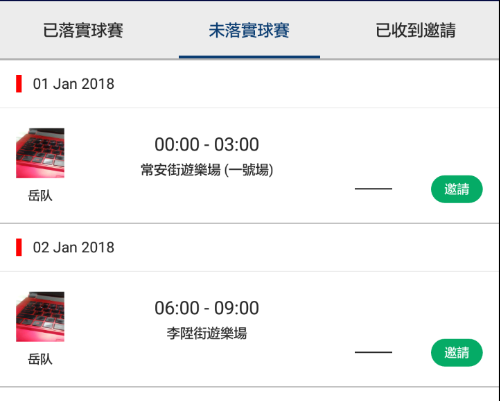 已落實球賽 未落實球賽 已收到邀請
01 Jan 2018
00:00 - 03:00
常安街遊樂場 (一號場)
岳队
邀請
02 Jan 2018
06:00 - 09:00
李陞街遊樂場
岳队
邀請